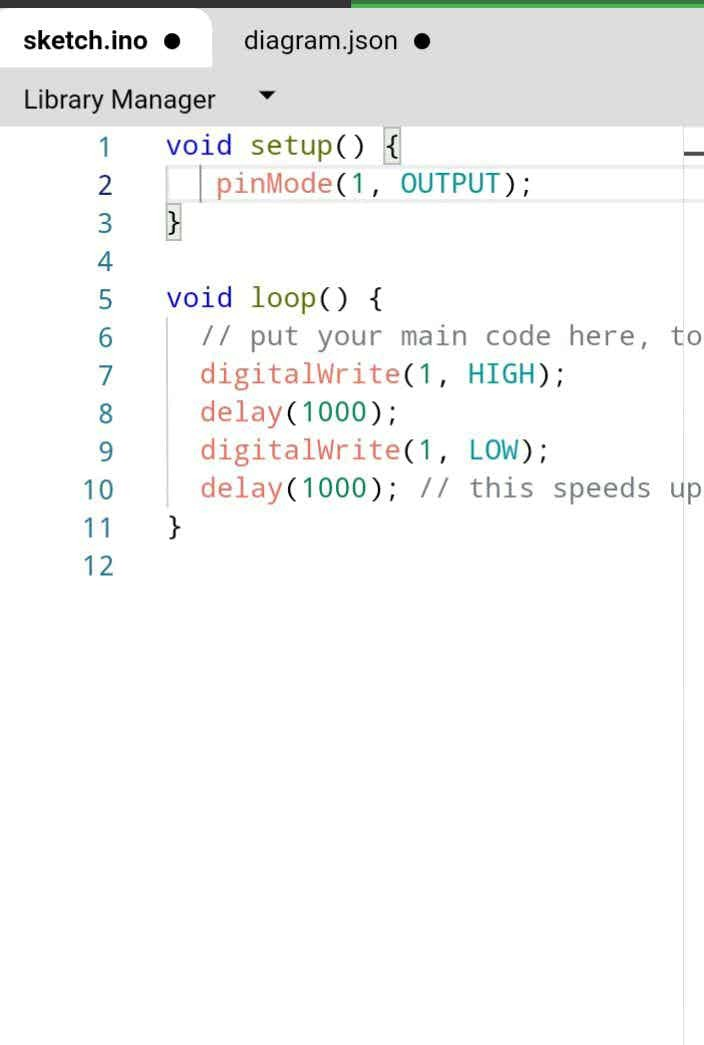 sketch.ino ● diagram.json ●
Library Manager
1 void setup() {
2 pinMode(1, OUTPUT);
3 }
4
5 void loop() {
6 // put your main code here, to
7 digitalWrite(1, HIGH);
8 delay(1000);
9 digitalWrite(1, LOW);
10 delay(1000); // this speeds up
11 }
12